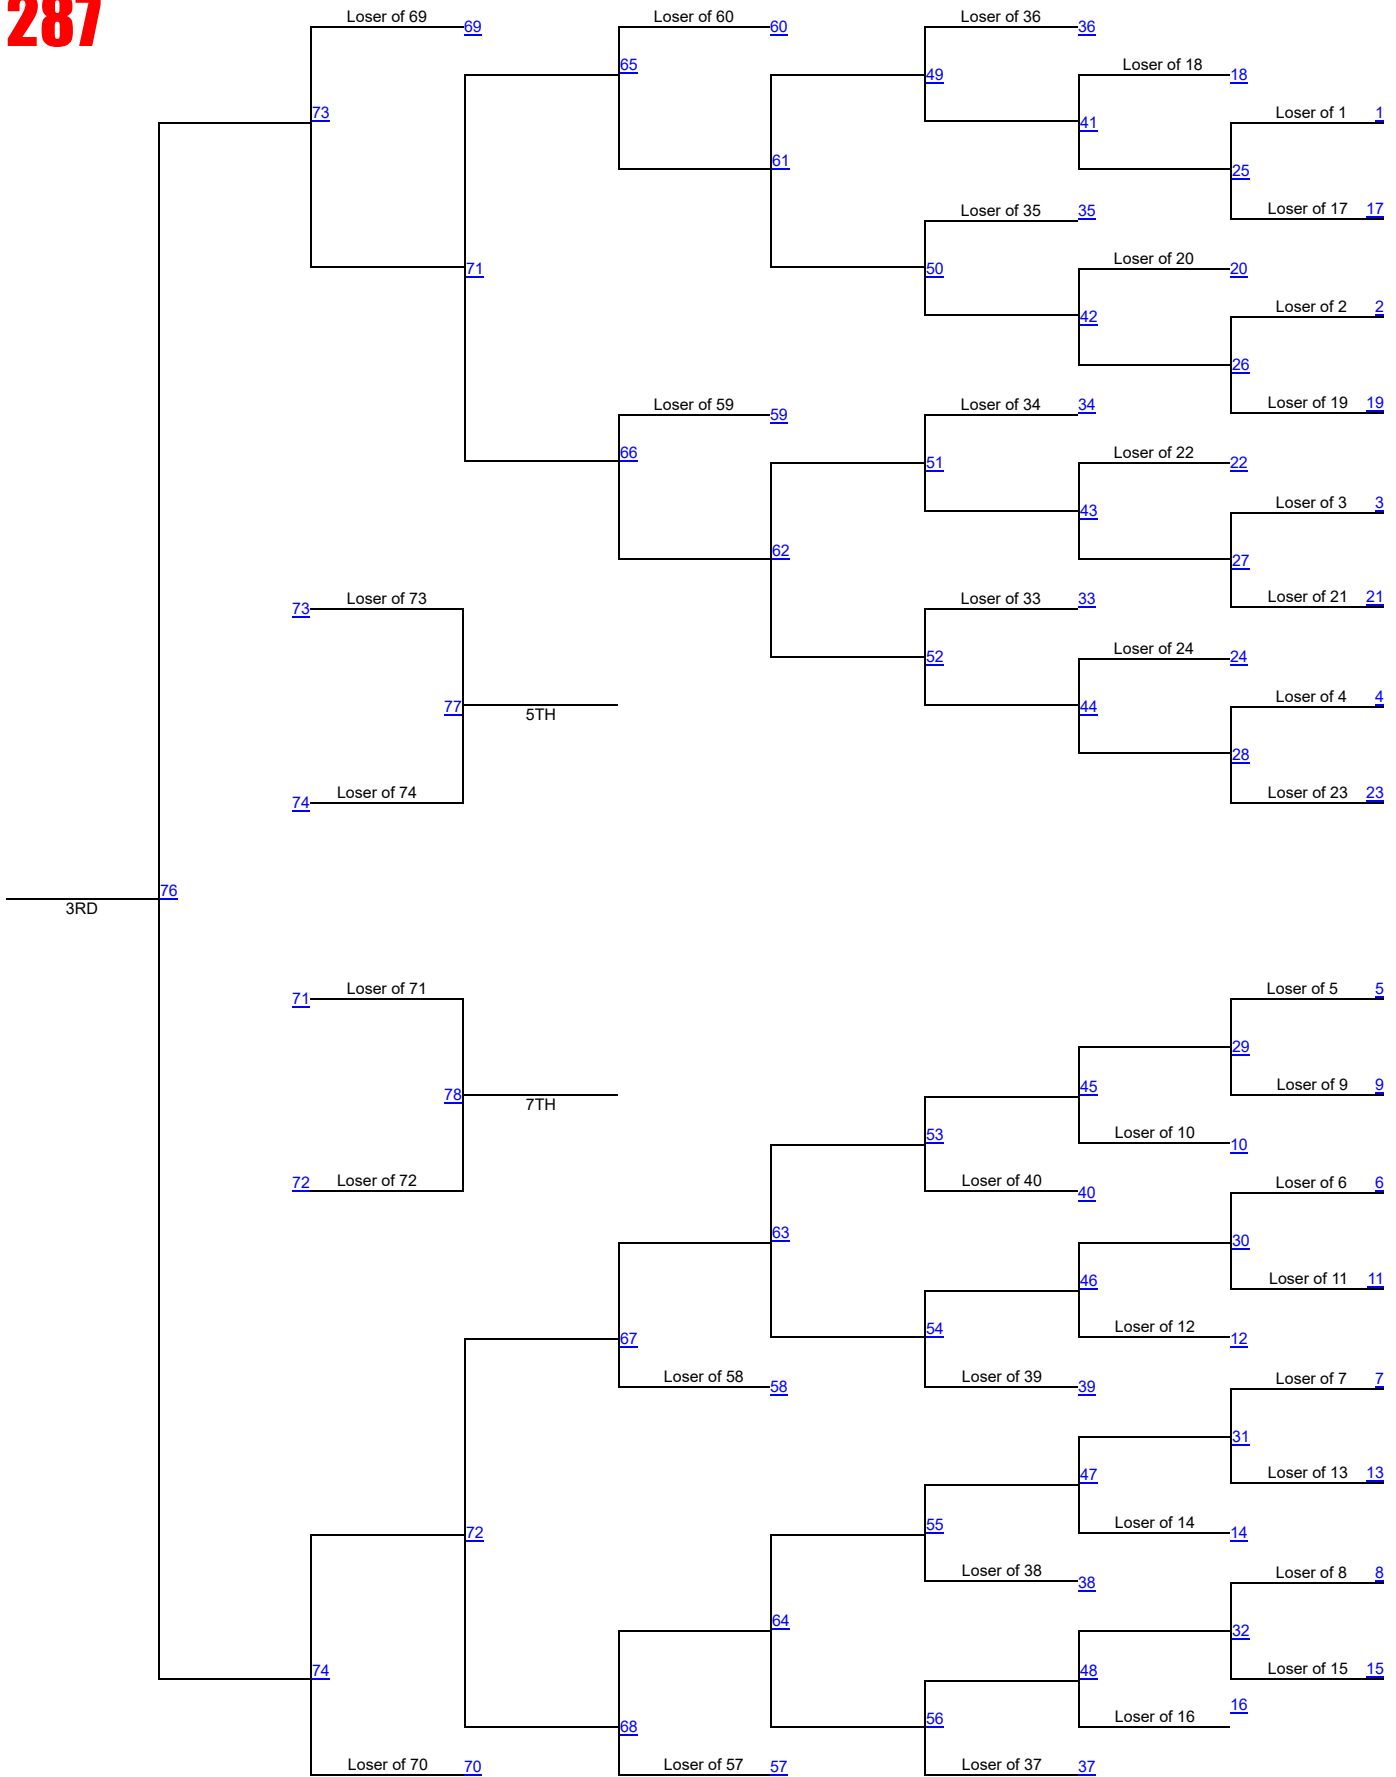 287
Loser of 69 69
Loser of 60 60
Loser of 36 36
65
49
Loser of 18 18
73
41
Loser of 1 1
61
25
Loser of 35 35
Loser of 17 17
71
50
Loser of 20 20
42
Loser of 2 2
26
Loser of 59 59
Loser of 34 34
Loser of 19 19
66
51
Loser of 22 22
43
Loser of 3 3
62
27
73 Loser of 73
Loser of 33 33
Loser of 21 21
52
Loser of 24 24
77
5TH
44
Loser of 4 4
28
74 Loser of 74
Loser of 23 23
76
3RD
71 Loser of 71
Loser of 5 5
29
78
7TH
45
Loser of 9 9
53
Loser of 10 10
72 Loser of 72
Loser of 40 40
Loser of 6 6
63
30
46
Loser of 11 11
67
54
Loser of 12 12
Loser of 58 58
Loser of 39 39
Loser of 7 7
31
47
Loser of 13 13
72
55
Loser of 14 14
Loser of 38 38
Loser of 8 8
64
32
74
48
Loser of 15 15
16
68
56
Loser of 16
Loser of 70 70
Loser of 57 57
Loser of 37 37